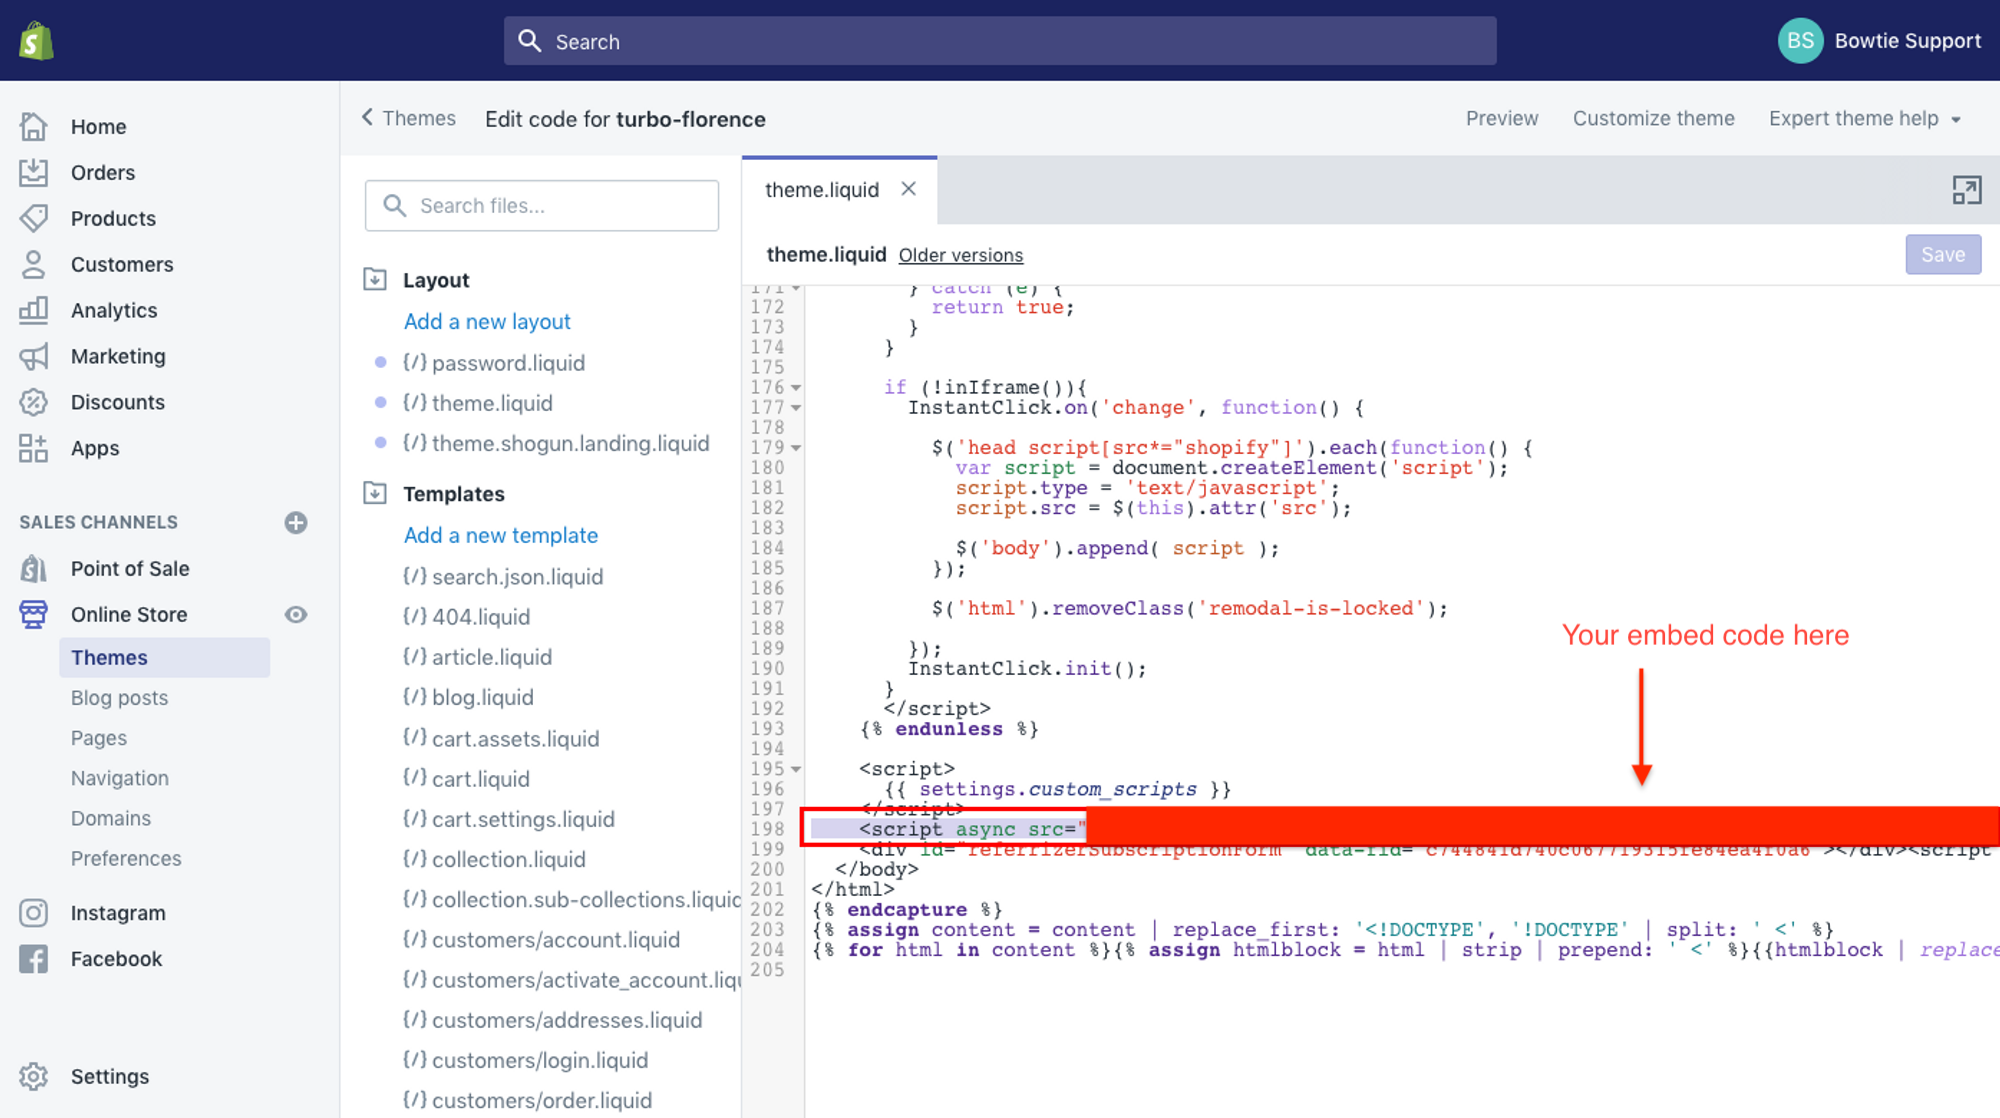 Search
BS Bowtie Support
Home
Orders
Products
Customers
Analytics
Marketing
Discounts
Apps
SALES CHANNELS
Point of Sale
Online Store
Themes
Blog posts
Pages
Navigation
Domains
Preferences
Instagram
Facebook
Settings
Themes Edit code for turbo-florence
Preview Customize theme Expert theme help
Search files...
Layout
Add a new layout
{/} password.liquid
{/} theme.liquid
{/} theme.shogun.landing.liquid
Templates
Add a new template
{/} search.json.liquid
{/} 404.liquid
{/} article.liquid
{/} blog.liquid
{/} cart.assets.liquid
{/} cart.liquid
{/} cart.settings.liquid
{/} collection.liquid
{/} collection.sub-collections.liquid
{/} customers/account.liquid
{/} customers/activate_account.liqu
{/} customers/addresses.liquid
{/} customers/login.liquid
{/} customers/order.liquid
theme.liquid ×
theme.liquid Older versions
Save
171 } catch (e) {
172 return true;
173 }
174 }
175
176 if (!inIframe()){
177 InstantClick.on('change', function() {
178
179 $('head script[src*="shopify"]').each(function() {
180 var script = document.createElement('script');
181 script.type = 'text/javascript';
182 script.src = $(this).attr('src');
183
184 $('body').append( script );
185 });
186
187 $('html').removeClass('remodal-is-locked');
188
189 });
190 InstantClick.init();
191 }
192 </script>
193 {% endunless %}
194
195 <script>
196 {{ settings.custom_scripts }}
197 </script>
198 <script async src="
199 <div id="referrizerSubscriptionForm" data-fid= ></div><script
200 </body>
201 </html>
202 {% endcapture %}
203 {% assign content = content | replace_first: '<!DOCTYPE', '!DOCTYPE' | split: ' <' %}
204 {% for html in content %}{% assign htmlblock = html | strip | prepend: ' <' %}{{htmlblock | replace
205
Your embed code here